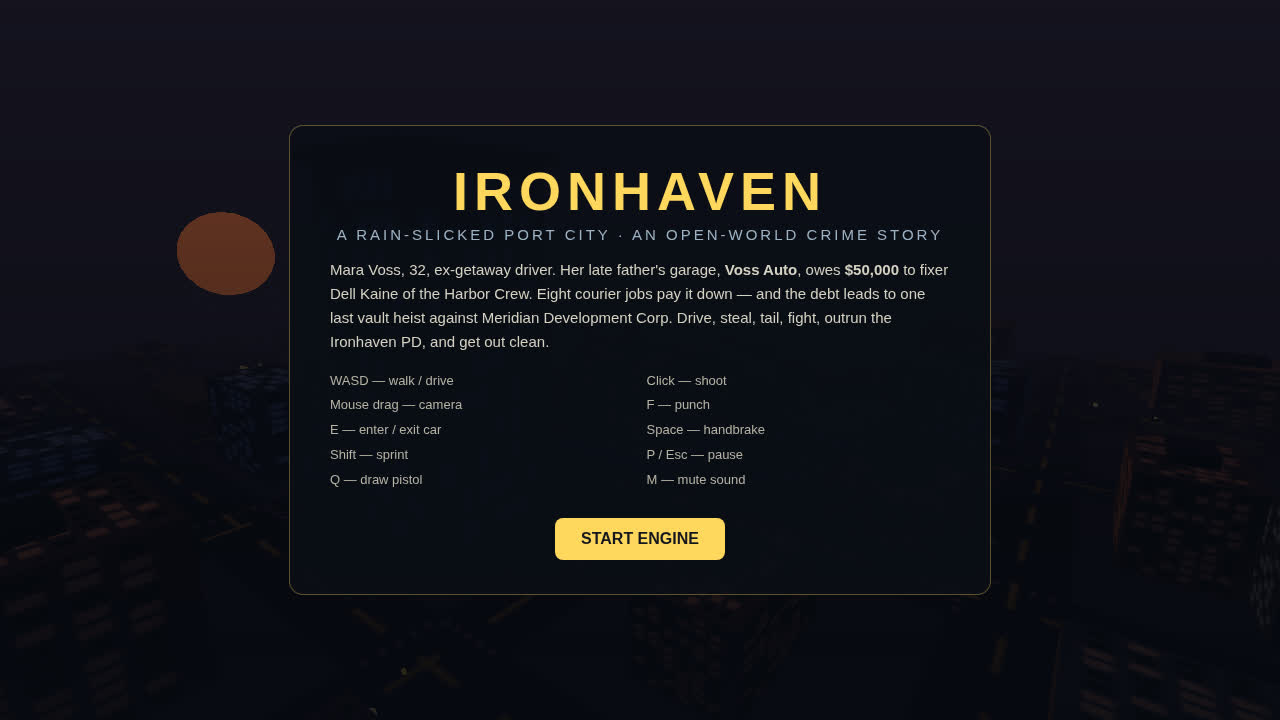 IRONHAVEN
A RAIN-SLICKED PORT CITY · AN OPEN-WORLD CRIME STORY
Mara Voss, 32, ex-getaway driver. Her late father's garage, Voss Auto, owes $50,000 to fixer
Dell Kaine of the Harbor Crew. Eight courier jobs pay it down — and the debt leads to one
last vault heist against Meridian Development Corp. Drive, steal, tail, fight, outrun the
Ironhaven PD, and get out clean.
WASD — walk / drive
Click — shoot
Mouse drag — camera
F — punch
E — enter / exit car
Space — handbrake
Shift — sprint
P / Esc — pause
Q — draw pistol
M — mute sound
START ENGINE